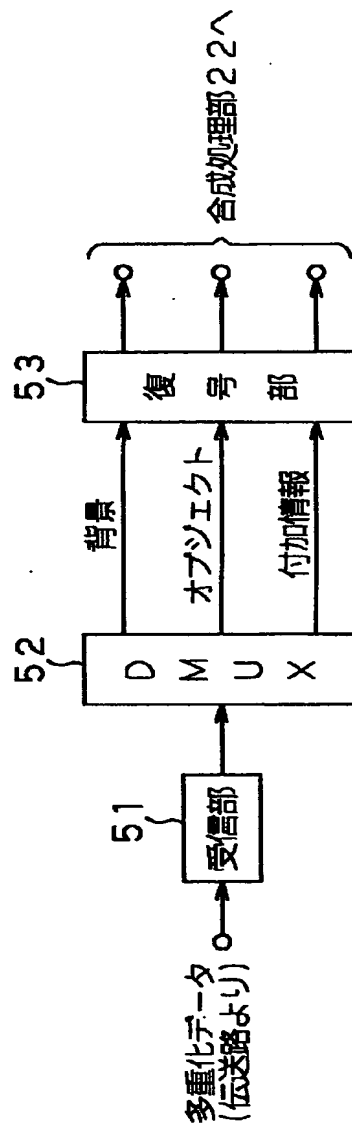 多重化データ
(伝送路より)
51
受信部
52
DMUX
背景
オブジェクト
付加情報
53
復号部
合成処理部22へ